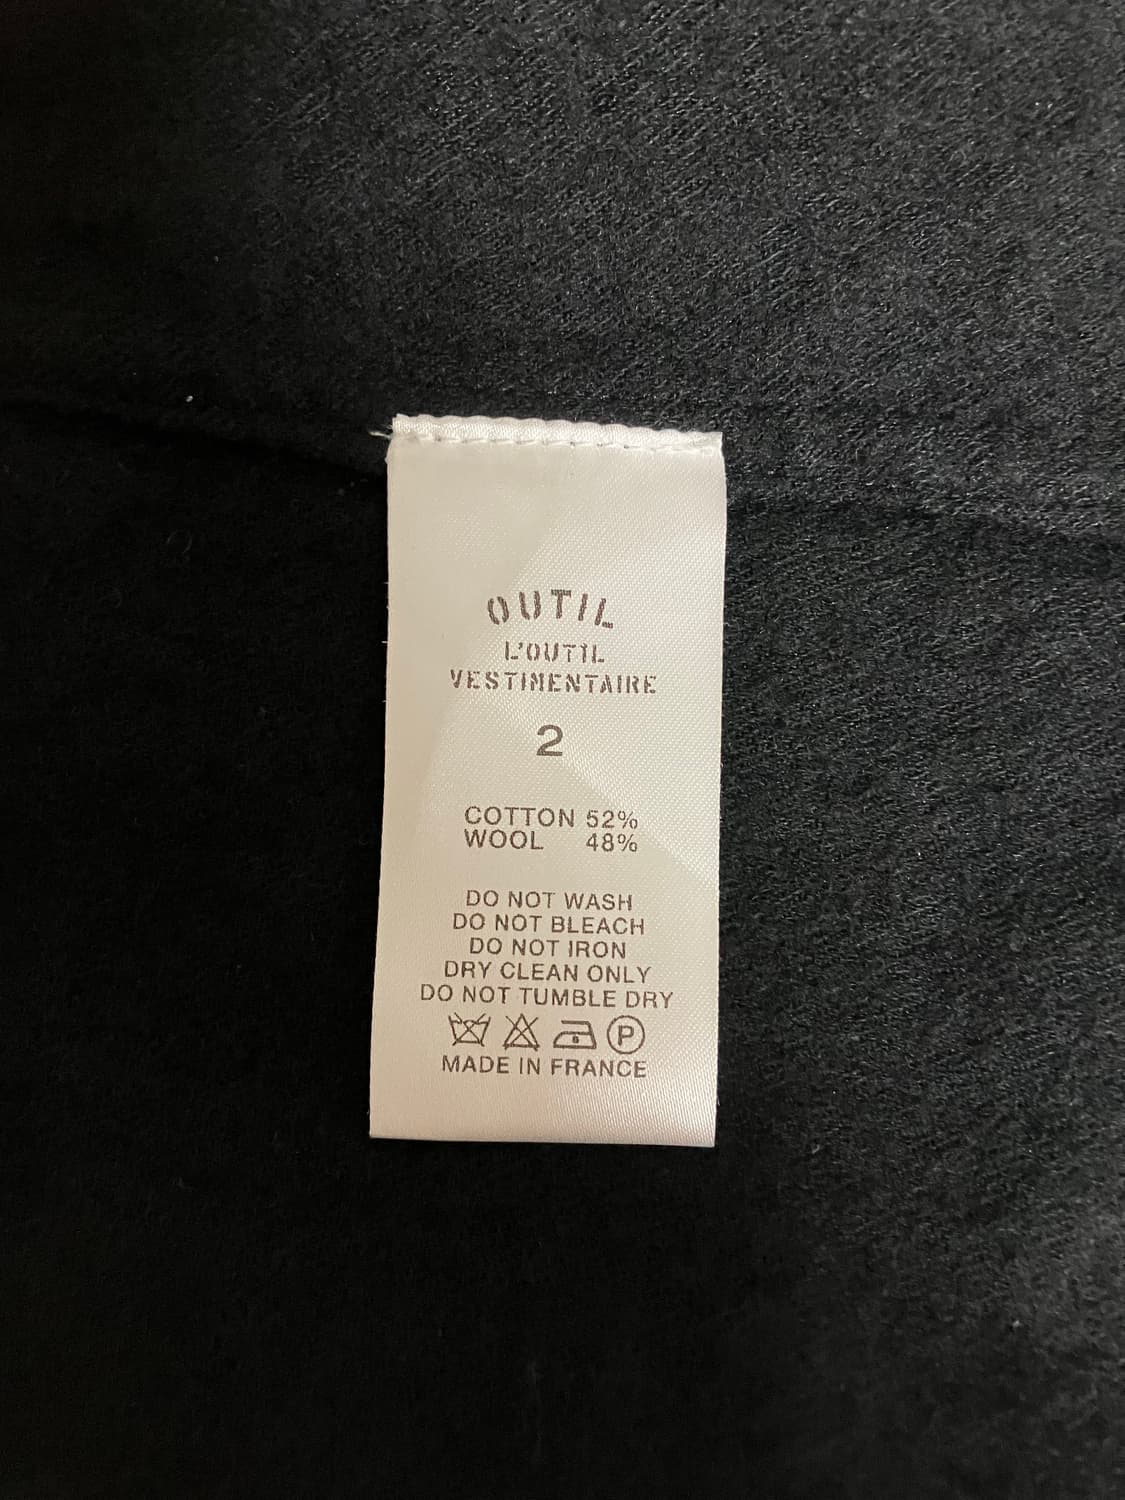 OUTIL
L'OUTIL
VESTIMENTAIRE
2
COTTON 52%
WOOL 48%
DO NOT WASH
DO NOT BLEACH
DO NOT IRON
DRY CLEAN ONLY
DO NOT TUMBLE DRY
P
MADE IN FRANCE